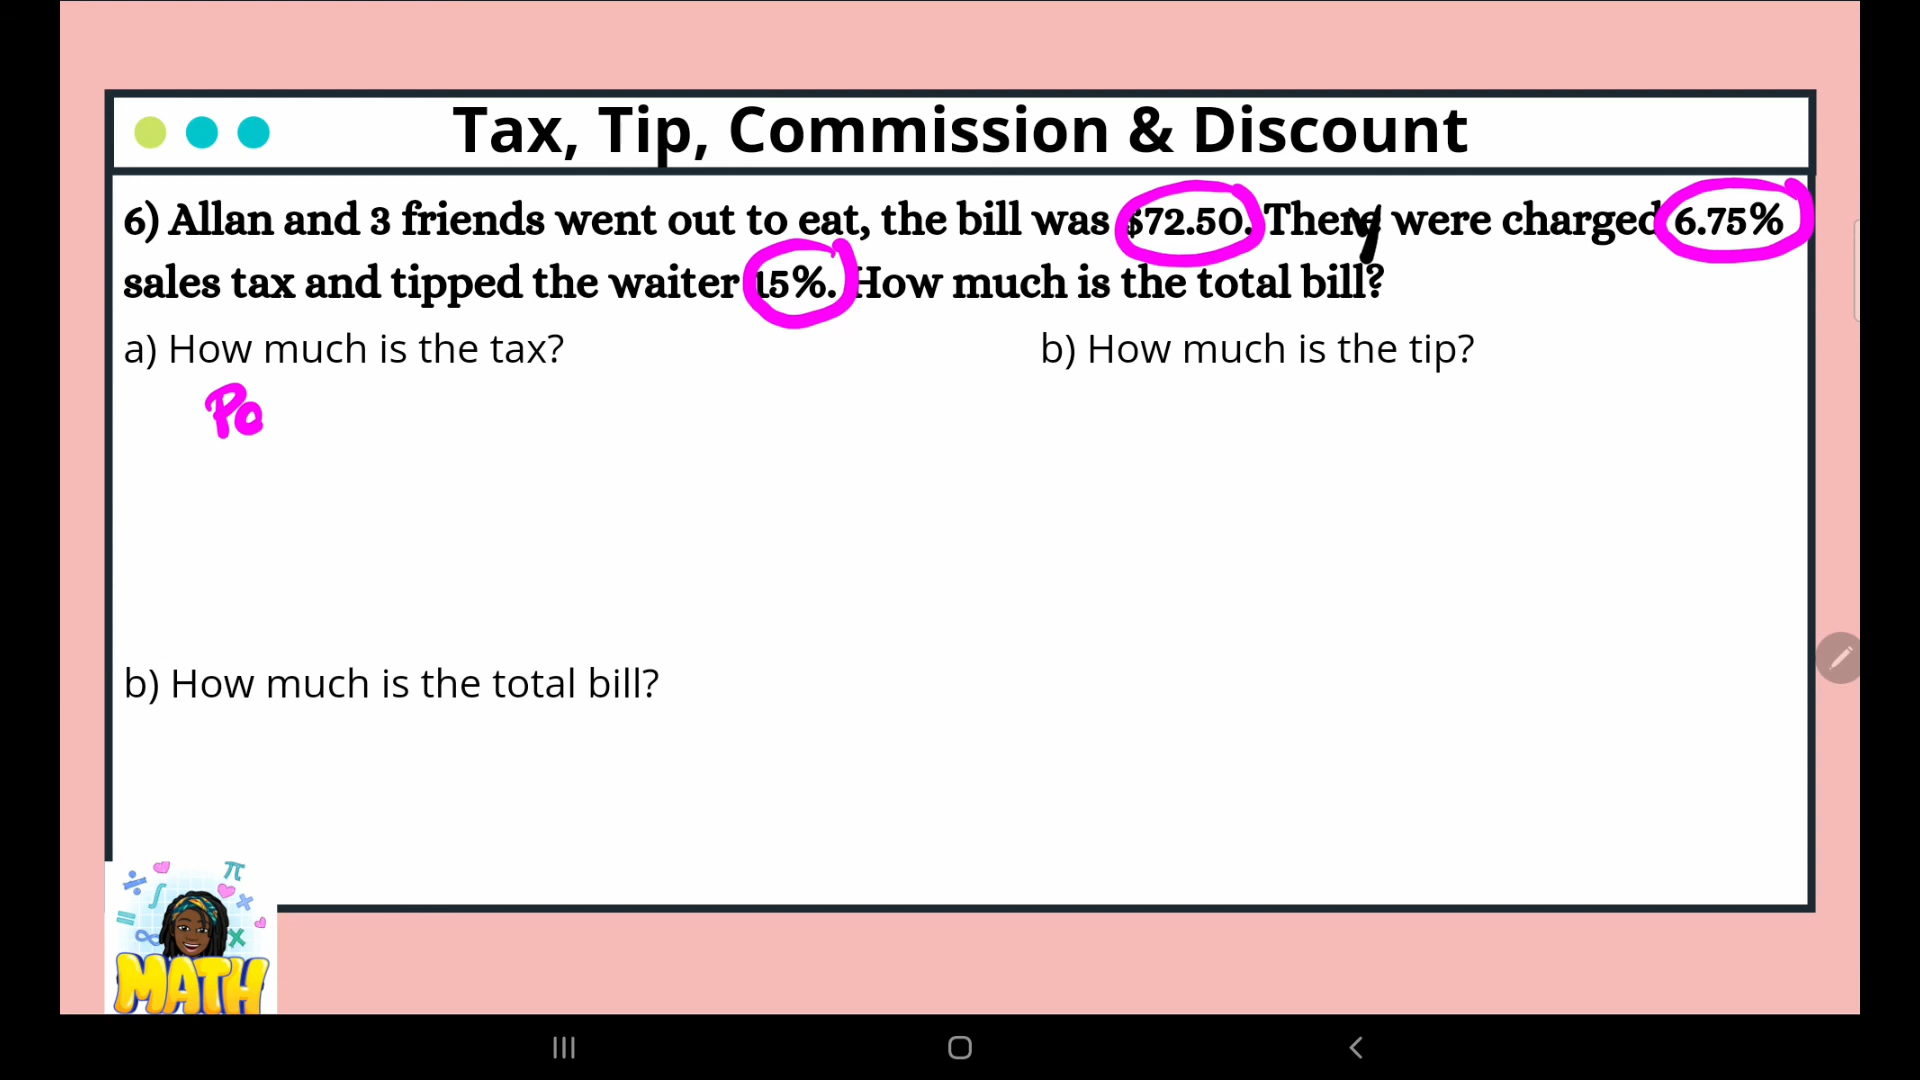 Tax, Tip, Commission & Discount
6) Allan and 3 friends went out to eat, the bill was $72.50. There were charged 6.75%
sales tax and tipped the waiter 15%. How much is the total bill?
y
a) How much is the tax?
b) How much is the tip?
Pa
b) How much is the total bill?
÷ π ∫ × = ∞ x
MATH